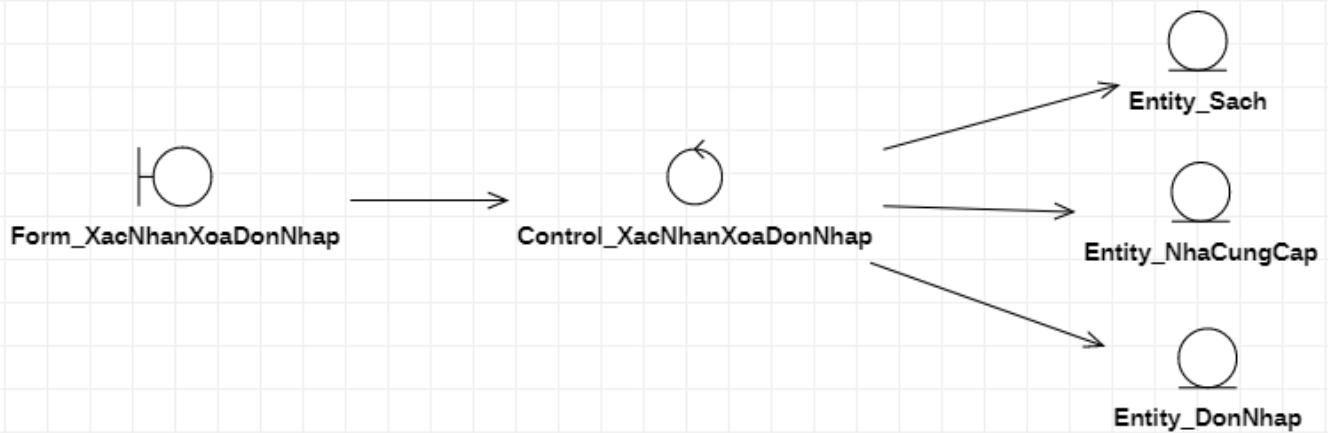 Form_XacNhanXoaDonNhap
Control_XacNhanXoaDonNhap
Entity_Sach
Entity_NhaCungCap
Entity_DonNhap